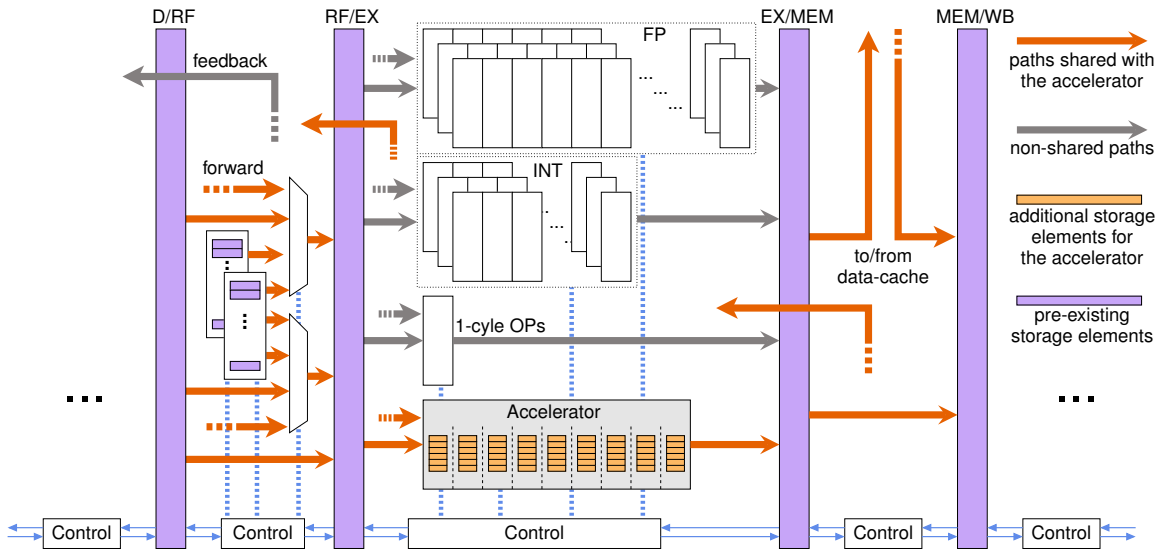 D/RF
RF/EX
EX/MEM
MEM/WB
FP
feedback
paths shared with
the accelerator
... ...
... ...
non-shared paths
forward
INT
...
...
additional storage
elements for
the accelerator
to/from
data-cache
1-cyle OPs
pre-existing
storage elements
...
...
Accelerator
Control
Control
Control
Control
Control